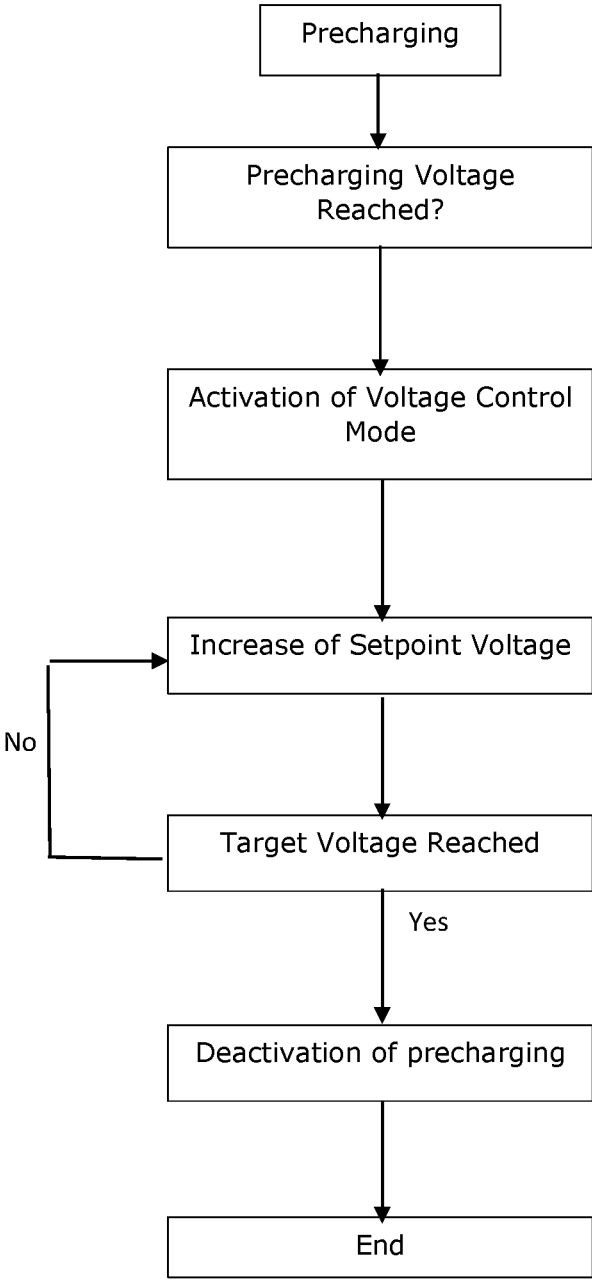 Precharging
Precharging Voltage
Reached?
Activation of Voltage Control
Mode
Increase of Setpoint Voltage
No
Target Voltage Reached
Yes
Deactivation of precharging
End